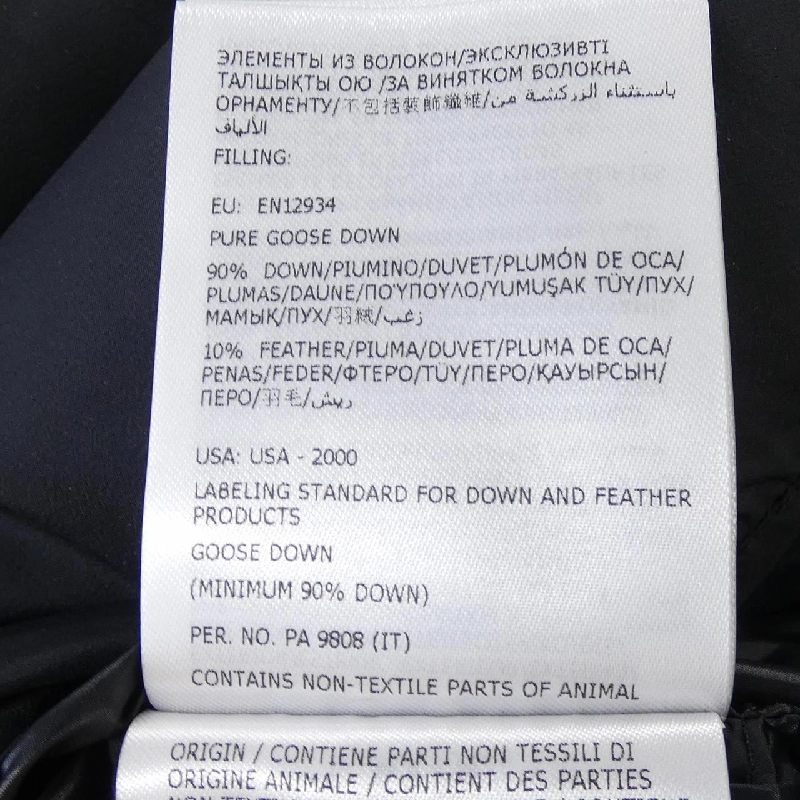 ЭЛЕМЕНТЫ ИЗ ВОЛОКОН/ЭКСКЛЮЗИВТІ
ТАЛШЫҚТЫ ОЮ /ЗА ВИНЯТКОМ ВОЛОКНА
ОРНАМЕНТУ/不包括裝飾纖維/باستثناء الزركشة من
الألياف
FILLING:
EU: EN12934
PURE GOOSE DOWN
90% DOWN/PIUMINO/DUVET/PLUMÓN DE OCA/
PLUMAS/DAUNE/ΠΟΎΠΟΥΛΟ/YUMUŞAK TÜY/ПУХ/
МАМЫҚ/ПУХ/羽絨/زغب
10% FEATHER/PIUMA/DUVET/PLUMA DE OCA/
PENAS/FEDER/ΦΤΕΡΌ/TÜY/ПЕРО/ҚАУЫРСЫН/
ПЕРО/羽毛/ريش
USA: USA - 2000
LABELING STANDARD FOR DOWN AND FEATHER
PRODUCTS
GOOSE DOWN
(MINIMUM 90% DOWN)
PER. NO. PA 9808 (IT)
CONTAINS NON-TEXTILE PARTS OF ANIMAL
ORIGIN / CONTIENE PARTI NON TESSILI DI
ORIGINE ANIMALE / CONTIENT DES PARTIES